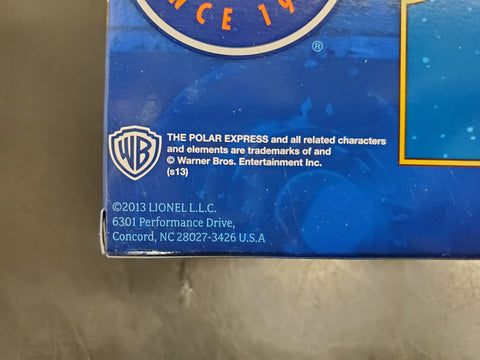 SINCE 19
®
WB
THE POLAR EXPRESS and all related characters
and elements are trademarks of and
© Warner Bros. Entertainment Inc.
(s13)
©2013 LIONEL L.L.C.
6301 Performance Drive,
Concord, NC 28027-3426 U.S.A